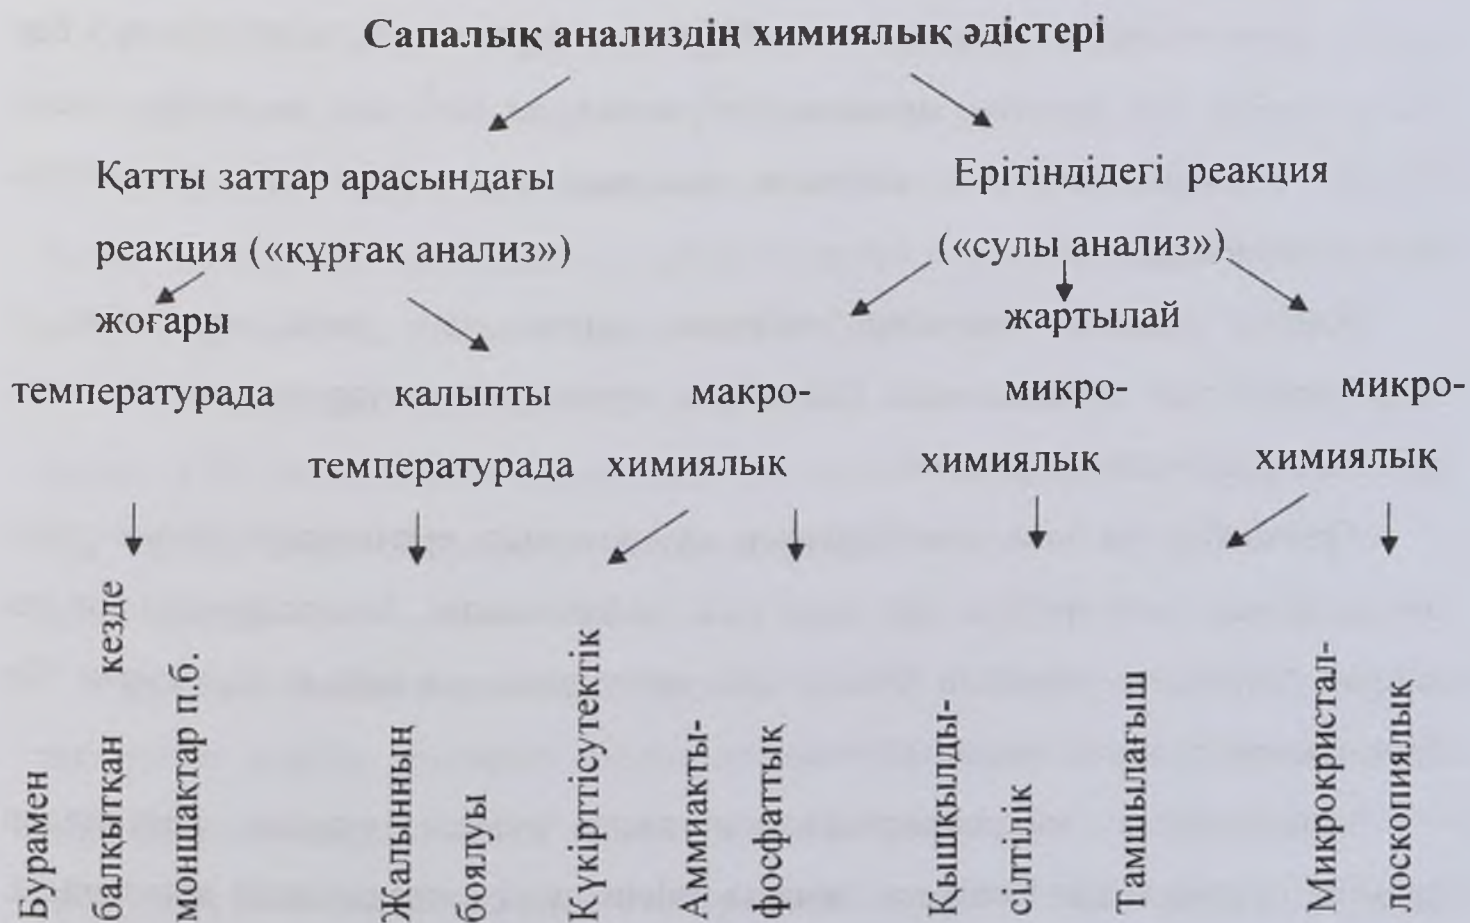 Сапалық анализдің химиялық әдістері
Қатты заттар арасындағы
реакция («құрғақ анализ»)
Ерітіндідегі реакция
(«сулы анализ»)
жоғары
температурада
қалыпты
температурада
макро-
химиялық
жартылай
микро-
химиялық
микро-
химиялық
Бурамен
балқытқан кезде
моншақтар п.б.
Жалынның
боялуы
Күкірттісутектік
Аммиакты-
фосфаттық
Қышқылды-
сілтілік
Тамшылағыш
Микрокристал-
лоскопиялық